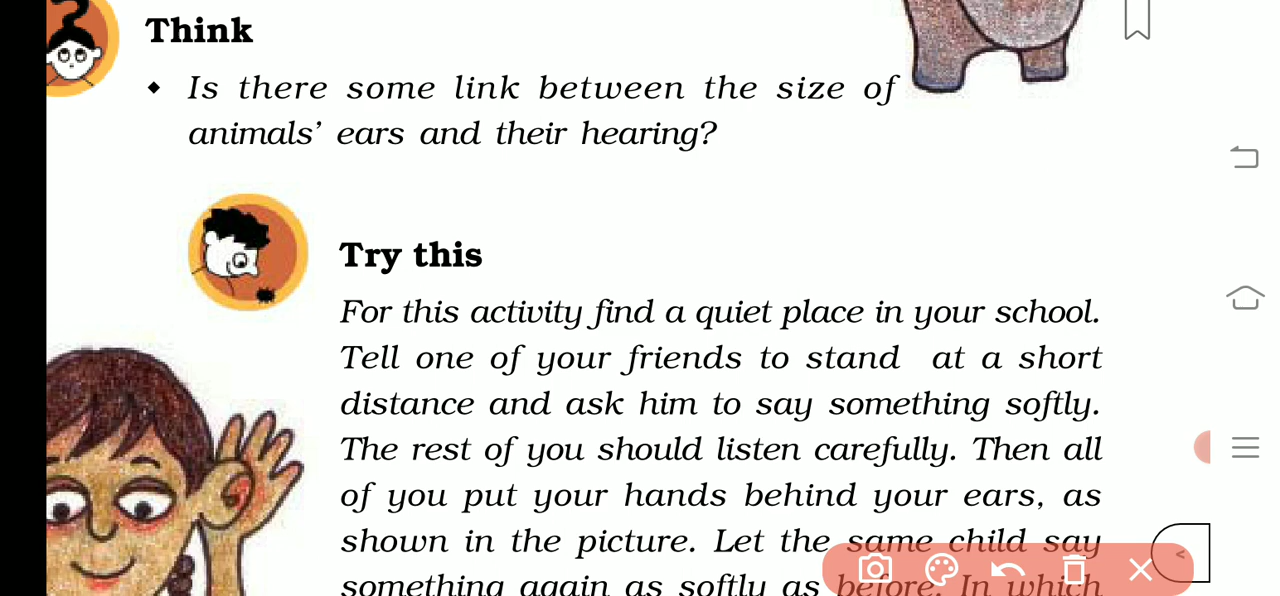 Think
Is there some link between the size of
animals' ears and their hearing?
Try this
For this activity find a quiet place in your school.
Tell one of your friends to stand at a short
distance and ask him to say something softly.
The rest of you should listen carefully. Then all
of you put your hands behind your ears, as
shown in the picture. Let the same child say
something again as softly as before. In which